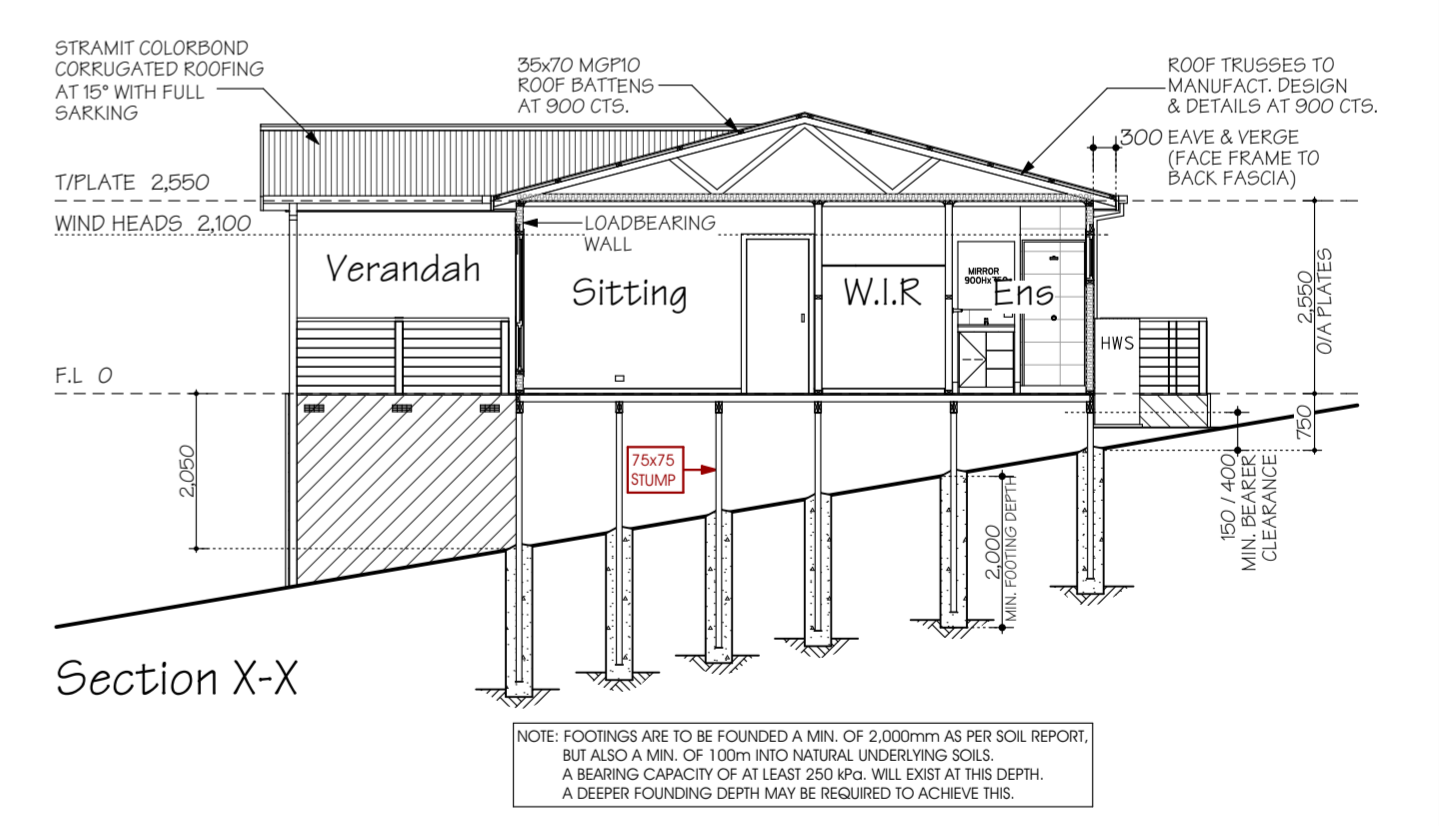 STRAMIT COLORBOND
CORRUGATED ROOFING
AT 15° WITH FULL
SARKING
35x70 MGP10
ROOF BATTENS
AT 900 CTS.
ROOF TRUSSES TO
MANUFACT. DESIGN
& DETAILS AT 900 CTS.
300 EAVE & VERGE
(FACE FRAME TO
BACK FASCIA)
T/PLATE 2,550
WIND HEADS 2,100
LOADBEARING
WALL
Verandah
Sitting
W.I.R
MIRROR
900Hx750
Ens
2,550
O/A PLATES
HWS
F.L 0
2,050
75x75
STUMP
2,000
MIN. FOOTING DEPTH
750
150 / 400
MIN. BEARER
CLEARANCE
Section X-X
NOTE: FOOTINGS ARE TO BE FOUNDED A MIN. OF 2,000mm AS PER SOIL REPORT,
BUT ALSO A MIN. OF 100m INTO NATURAL UNDERLYING SOILS.
A BEARING CAPACITY OF AT LEAST 250 kPa. WILL EXIST AT THIS DEPTH.
A DEEPER FOUNDING DEPTH MAY BE REQUIRED TO ACHIEVE THIS.